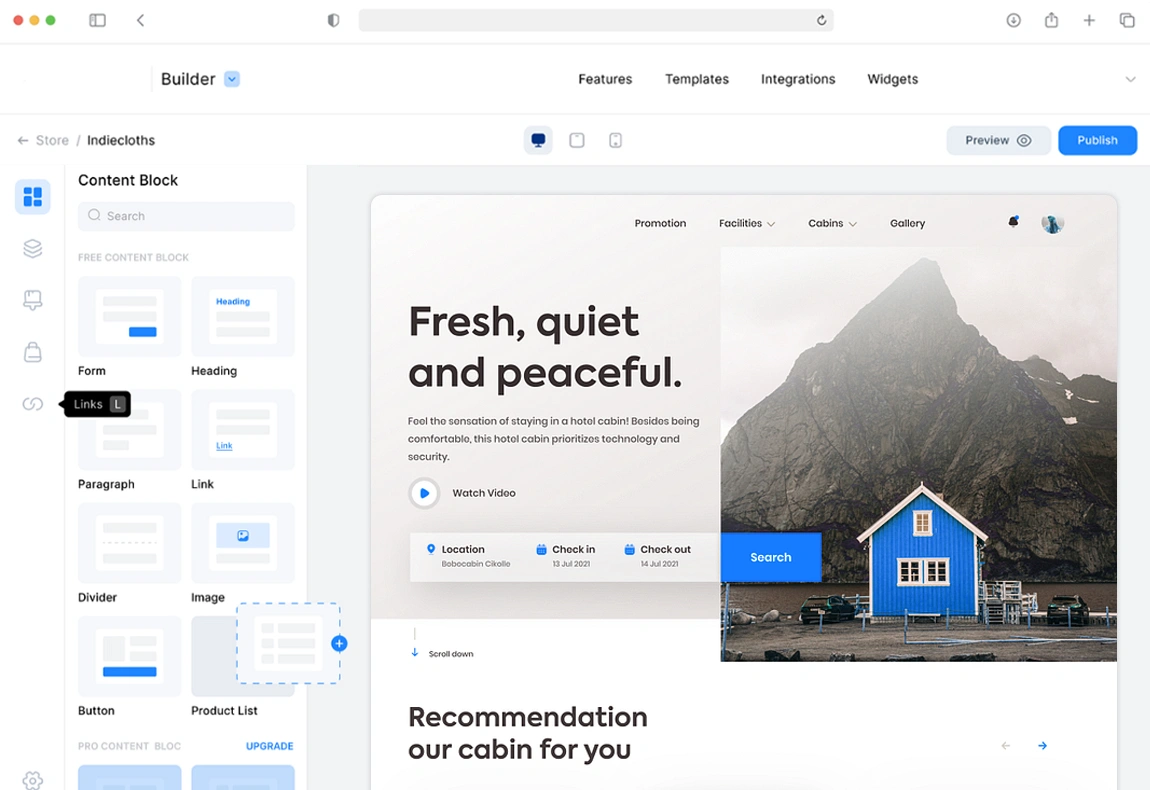 Builder
Features Templates Integrations Widgets
Store / Indiecloths
Preview
Publish
Content Block
Search
FREE CONTENT BLOCK
Heading
Form
Heading
Links L
Link
Paragraph
Link
Divider
Image
Button
Product List
PRO CONTENT BLOC
UPGRADE
Promotion Facilities Cabins Gallery
Fresh, quiet
and peaceful.
Feel the sensation of staying in a hotel cabin! Besides being
comfortable, this hotel cabin prioritizes technology and
security.
Watch Video
Location Check in Check out
Bobocabin Cikolle 13 Jul 2021 14 Jul 2021
Search
Scroll down
Recommendation
our cabin for you